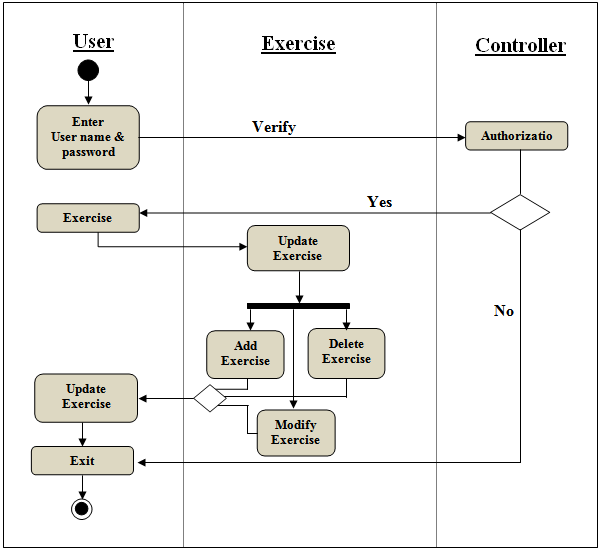 User
Exercise
Controller
Enter
User name &
password
Verify
Authorizatio
Yes
Exercise
Update
Exercise
No
Add
Exercise
Delete
Exercise
Update
Exercise
Modify
Exercise
Exit